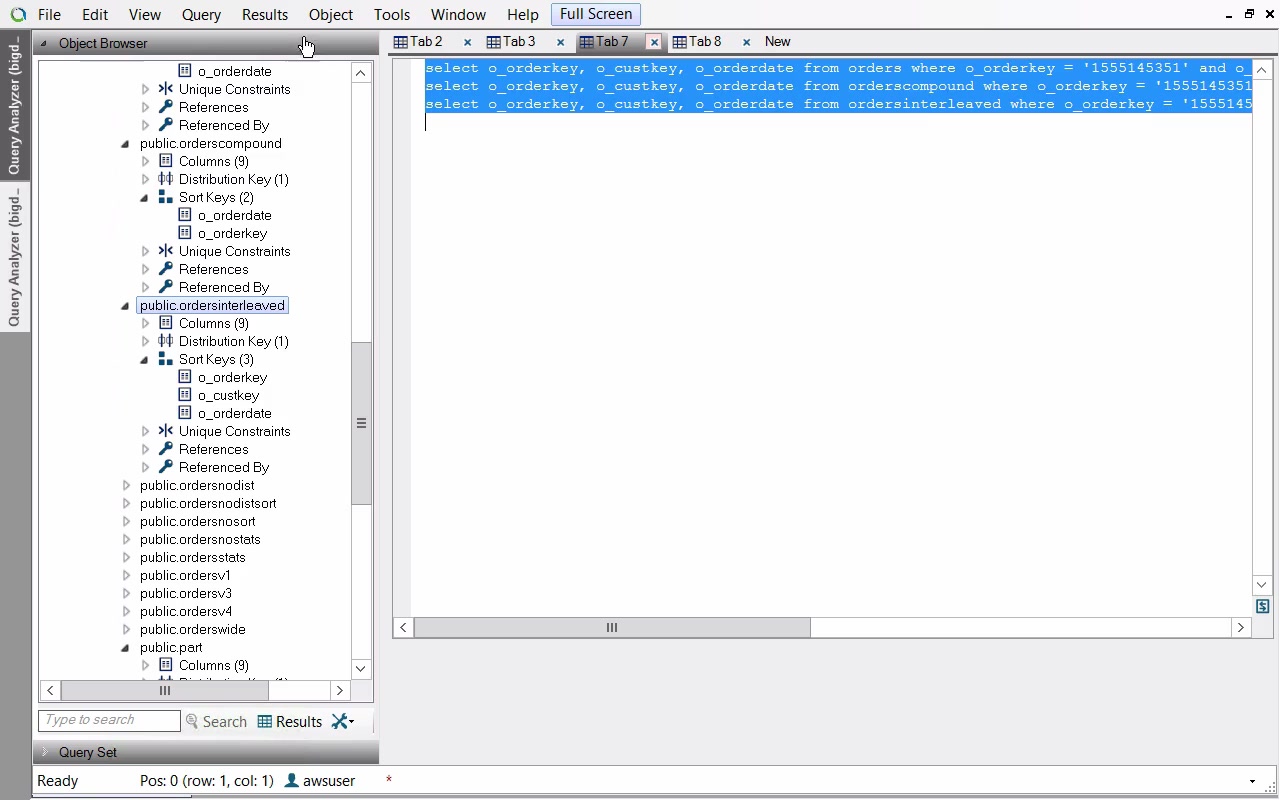 File Edit View Query Results Object Tools Window Help Full Screen
Query Analyzer (bigd_
Query Analyzer (bigd_
Object Browser
o_orderdate
Unique Constraints
References
Referenced By
public.orderscompound
Columns (9)
Distribution Key (1)
Sort Keys (2)
o_orderdate
o_orderkey
Unique Constraints
References
Referenced By
public.ordersinterleaved
Columns (9)
Distribution Key (1)
Sort Keys (3)
o_orderkey
o_custkey
o_orderdate
Unique Constraints
References
Referenced By
public.ordersnodist
public.ordersnodistsort
public.ordersnosort
public.ordersnostats
public.ordersstats
public.ordersv1
public.ordersv3
public.ordersv4
public.orderswide
public.part
Columns (9)
Type to search Search Results
Query Set
Tab 2 Tab 3 Tab 7 Tab 8 New
select o_orderkey, o_custkey, o_orderdate from orders where o_orderkey = '1555145351' and o_
select o_orderkey, o_custkey, o_orderdate from orderscompound where o_orderkey = '1555145351
select o_orderkey, o_custkey, o_orderdate from ordersinterleaved where o_orderkey = '1555145
Ready Pos: 0 (row: 1, col: 1) awsuser *